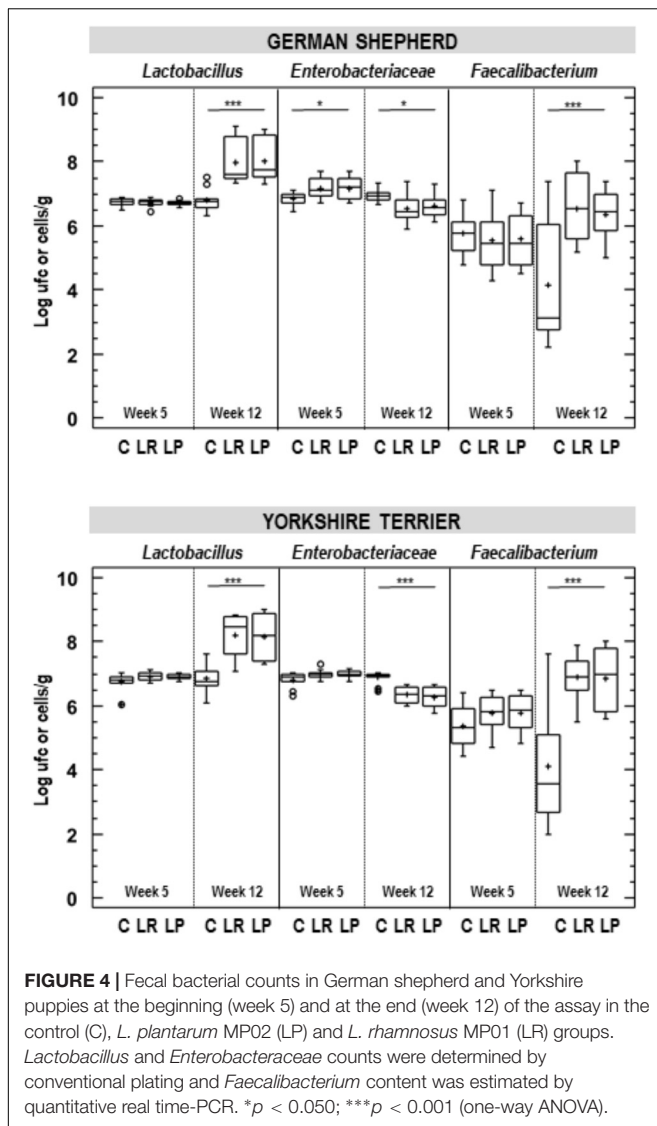 GERMAN SHEPHERD
Lactobacillus Enterobacteriaceae Faecalibacterium
*** * * ***
10
8
6
4
2
0
Log ufc or cells/g
Week 5 Week 12 Week 5 Week 12 Week 5 Week 12
C LR LP C LR LP C LR LP C LR LP C LR LP C LR LP
YORKSHIRE TERRIER
Lactobacillus Enterobacteriaceae Faecalibacterium
*** *** ***
10
8
6
4
2
0
Log ufc or cells/g
Week 5 Week 12 Week 5 Week 12 Week 5 Week 12
C LR LP C LR LP C LR LP C LR LP C LR LP C LR LP
FIGURE 4 | Fecal bacterial counts in German shepherd and Yorkshire
puppies at the beginning (week 5) and at the end (week 12) of the assay in the
control (C), L. plantarum MP02 (LP) and L. rhamnosus MP01 (LR) groups.
Lactobacillus and Enterobacteraceae counts were determined by
conventional plating and Faecalibacterium content was estimated by
quantitative real time-PCR. *p < 0.050; ***p < 0.001 (one-way ANOVA).